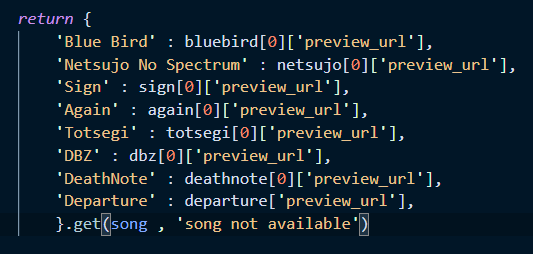 return {
'Blue Bird' : bluebird[0]['preview_url'],
'Netsujo No Spectrum' : netsujo[0]['preview_url'],
'Sign' : sign[0]['preview_url'],
'Again' : again[0]['preview_url'],
'Totsegi' : totsegi[0]['preview_url'],
'DBZ' : dbz[0]['preview_url'],
'DeathNote' : deathnote[0]['preview_url'],
'Departure' : departure['preview_url'],
}.get(song , 'song not available')